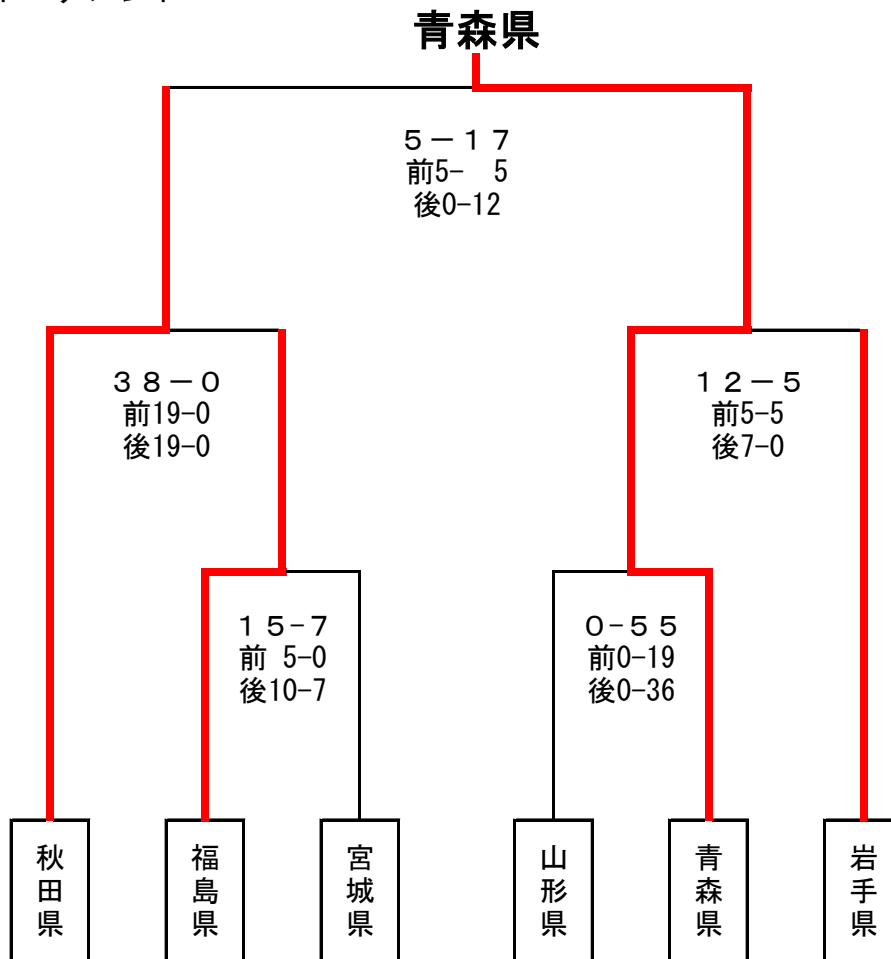 青森県
5-17
前5- 5
後0-12
38-0
前19-0
後19-0
12-5
前5-5
後7-0
15-7
前 5-0
後10-7
0-55
前0-19
後0-36
秋田県
福島県
宮城県
山形県
青森県
岩手県